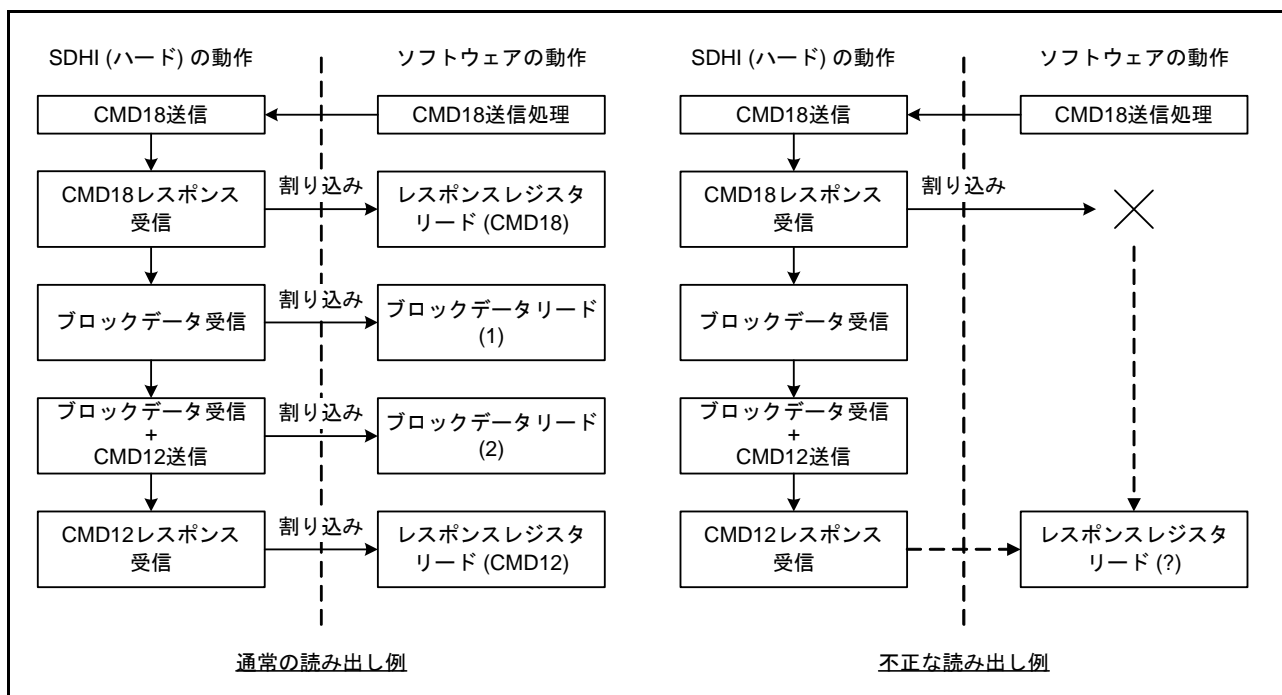 SDHI (ハード) の動作
ソフトウェアの動作
CMD18送信
CMD18送信処理
CMD18レスポンス
受信
割り込み
レスポンスレジスタ
リード (CMD18)
ブロックデータ受信
割り込み
ブロックデータリード
(1)
ブロックデータ受信
+
CMD12送信
割り込み
ブロックデータリード
(2)
CMD12レスポンス
受信
割り込み
レスポンスレジスタ
リード (CMD12)
通常の読み出し例
SDHI (ハード) の動作
ソフトウェアの動作
CMD18送信
CMD18送信処理
CMD18レスポンス
受信
割り込み
ブロックデータ受信
ブロックデータ受信
+
CMD12送信
CMD12レスポンス
受信
レスポンスレジスタ
リード (?)
不正な読み出し例